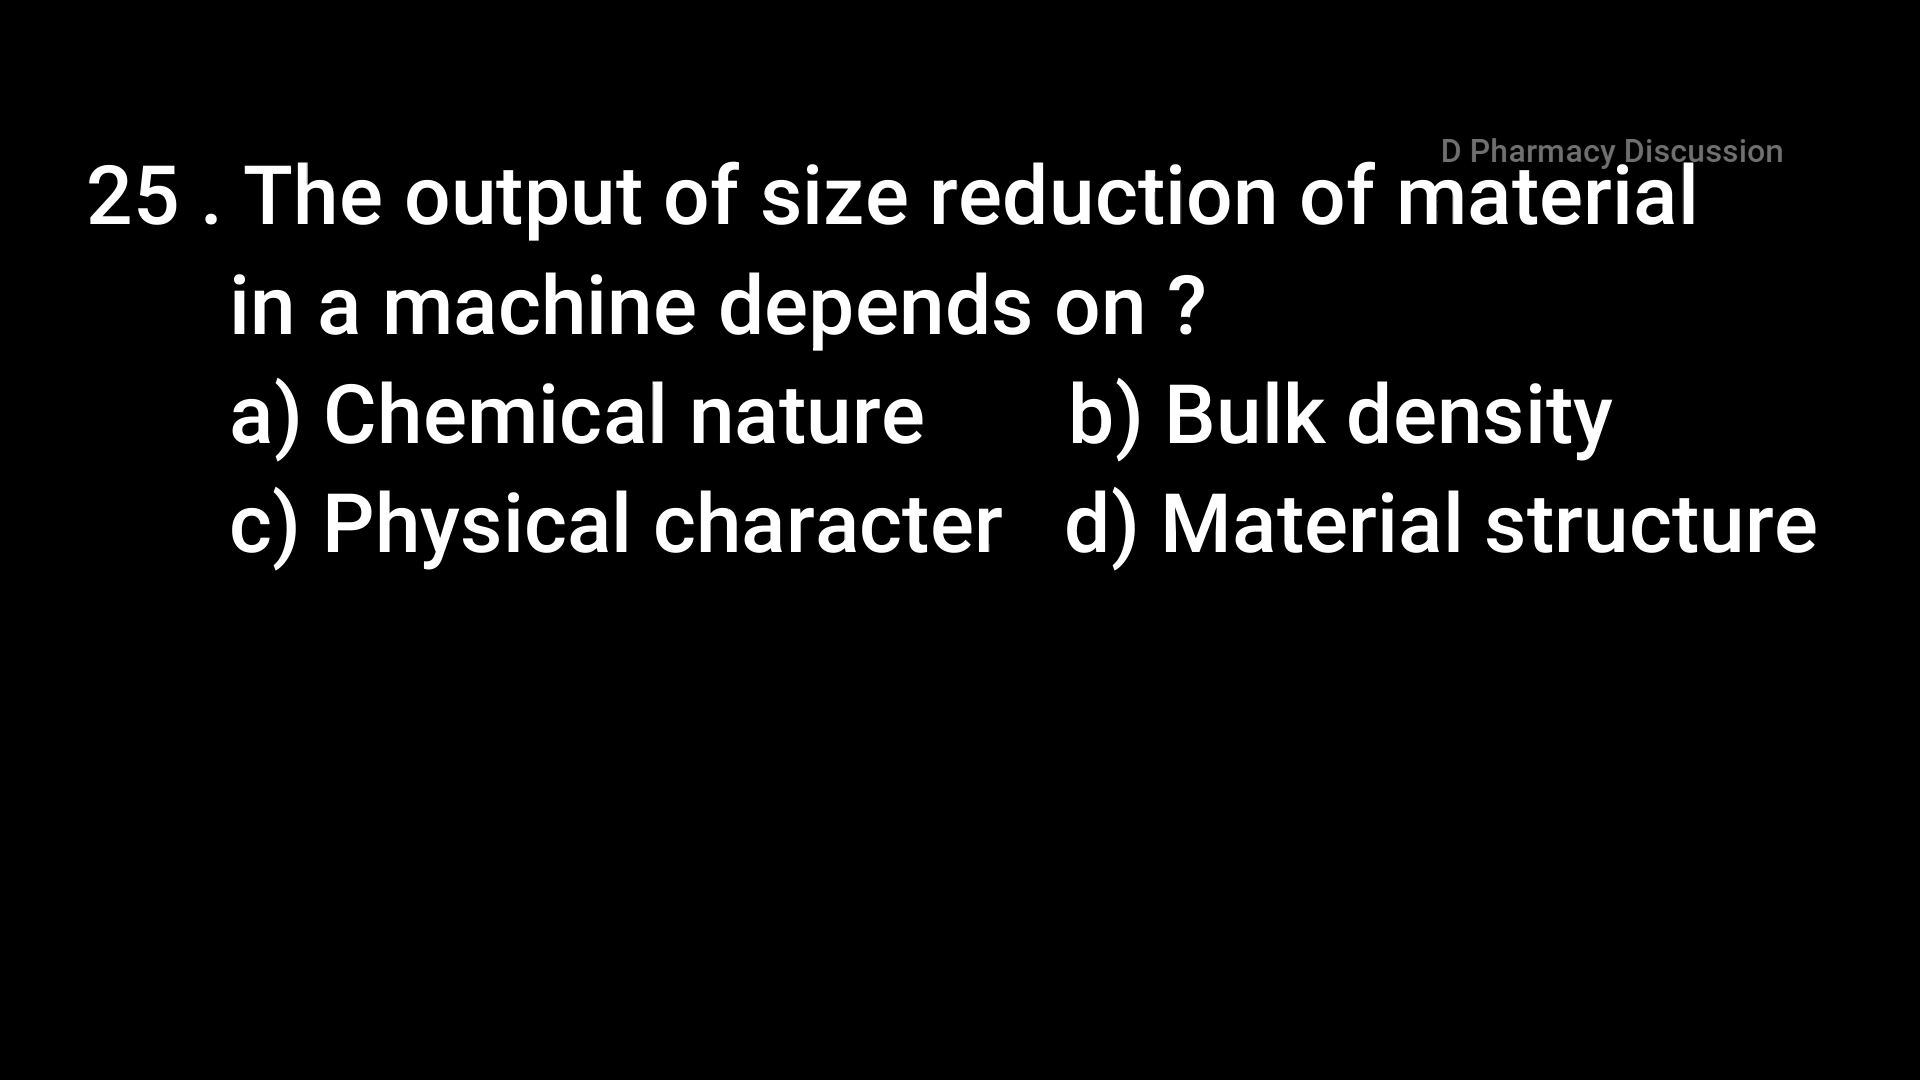 D Pharmacy Discussion
25 . The output of size reduction of material
in a machine depends on ?
a) Chemical nature b) Bulk density
c) Physical character d) Material structure